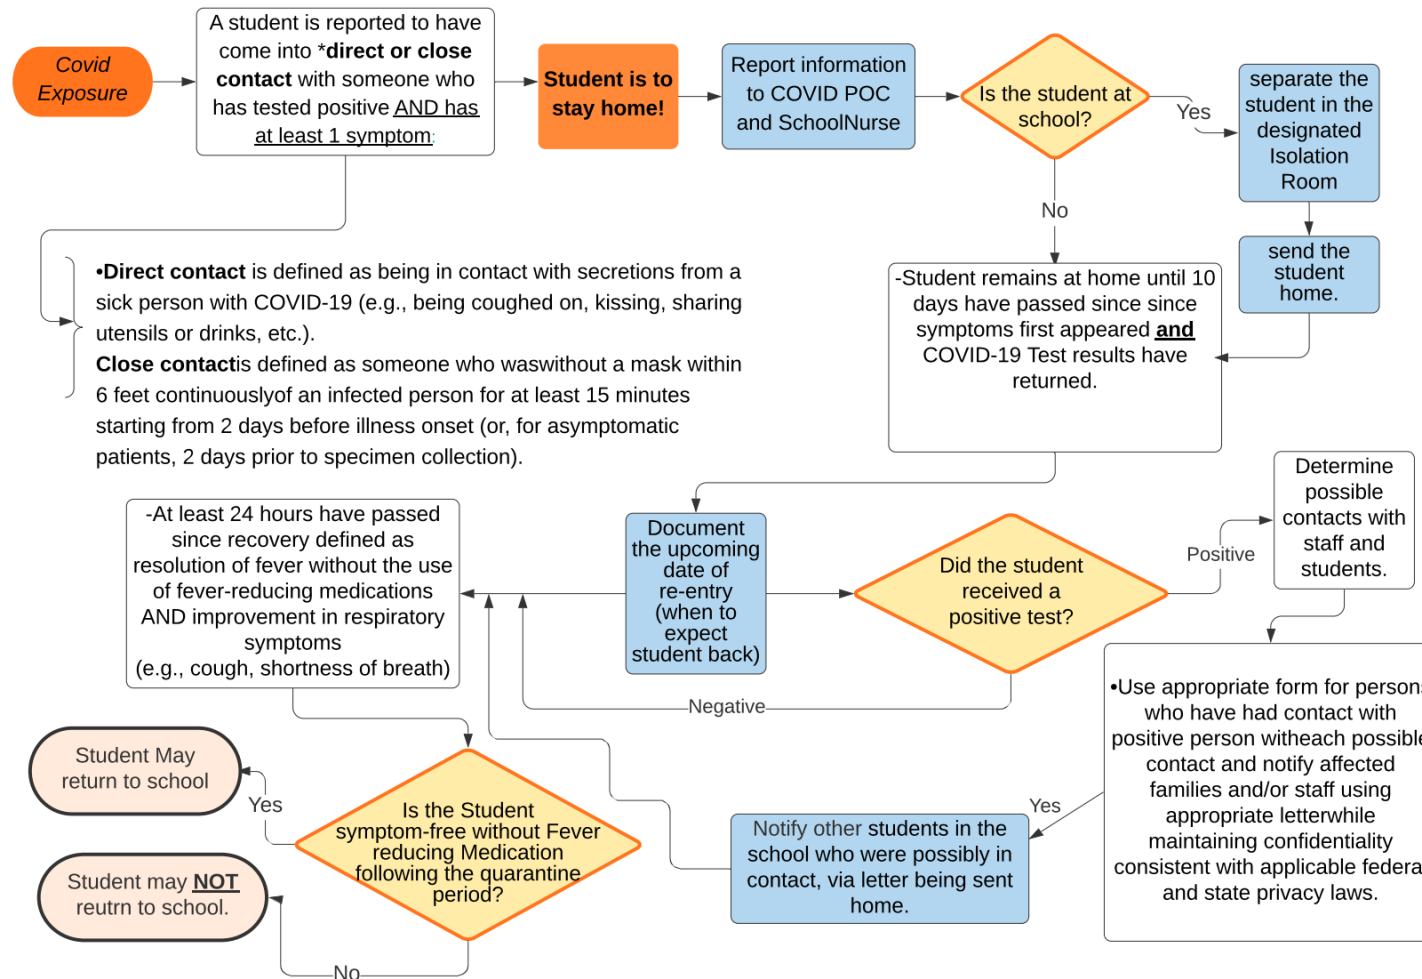 Covid
Exposure
A student is reported to have
come into *direct or close
contact with someone who
has tested positive AND has
at least 1 symptom:
Student is to
stay home!
Report information
to COVID POC
and SchoolNurse
Is the student at
school?
Yes
separate the
student in the
designated
Isolation
Room
No
send the
student
home.
•Direct contact is defined as being in contact with secretions from a
sick person with COVID-19 (e.g., being coughed on, kissing, sharing
utensils or drinks, etc.).
Close contactis defined as someone who waswithout a mask within
6 feet continuouslyof an infected person for at least 15 minutes
starting from 2 days before illness onset (or, for asymptomatic
patients, 2 days prior to specimen collection).
-Student remains at home until 10
days have passed since since
symptoms first appeared and
COVID-19 Test results have
returned.
-At least 24 hours have passed
since recovery defined as
resolution of fever without the use
of fever-reducing medications
AND improvement in respiratory
symptoms
(e.g., cough, shortness of breath)
Document
the upcoming
date of
re-entry
(when to
expect
student back)
Did the student
received a
positive test?
Positive
Determine
possible
contacts with
staff and
students.
Negative
•Use appropriate form for persons
who have had contact with
positive person witheach possible
contact and notify affected
families and/or staff using
appropriate letterwhile
maintaining confidentiality
consistent with applicable federa
and state privacy laws.
Yes
Notify other students in the
school who were possibly in
contact, via letter being sent
home.
Student May
return to school
Yes
Is the Student
symptom-free without Fever
reducing Medication
following the quarantine
period?
Student may NOT
reutrn to school.
No